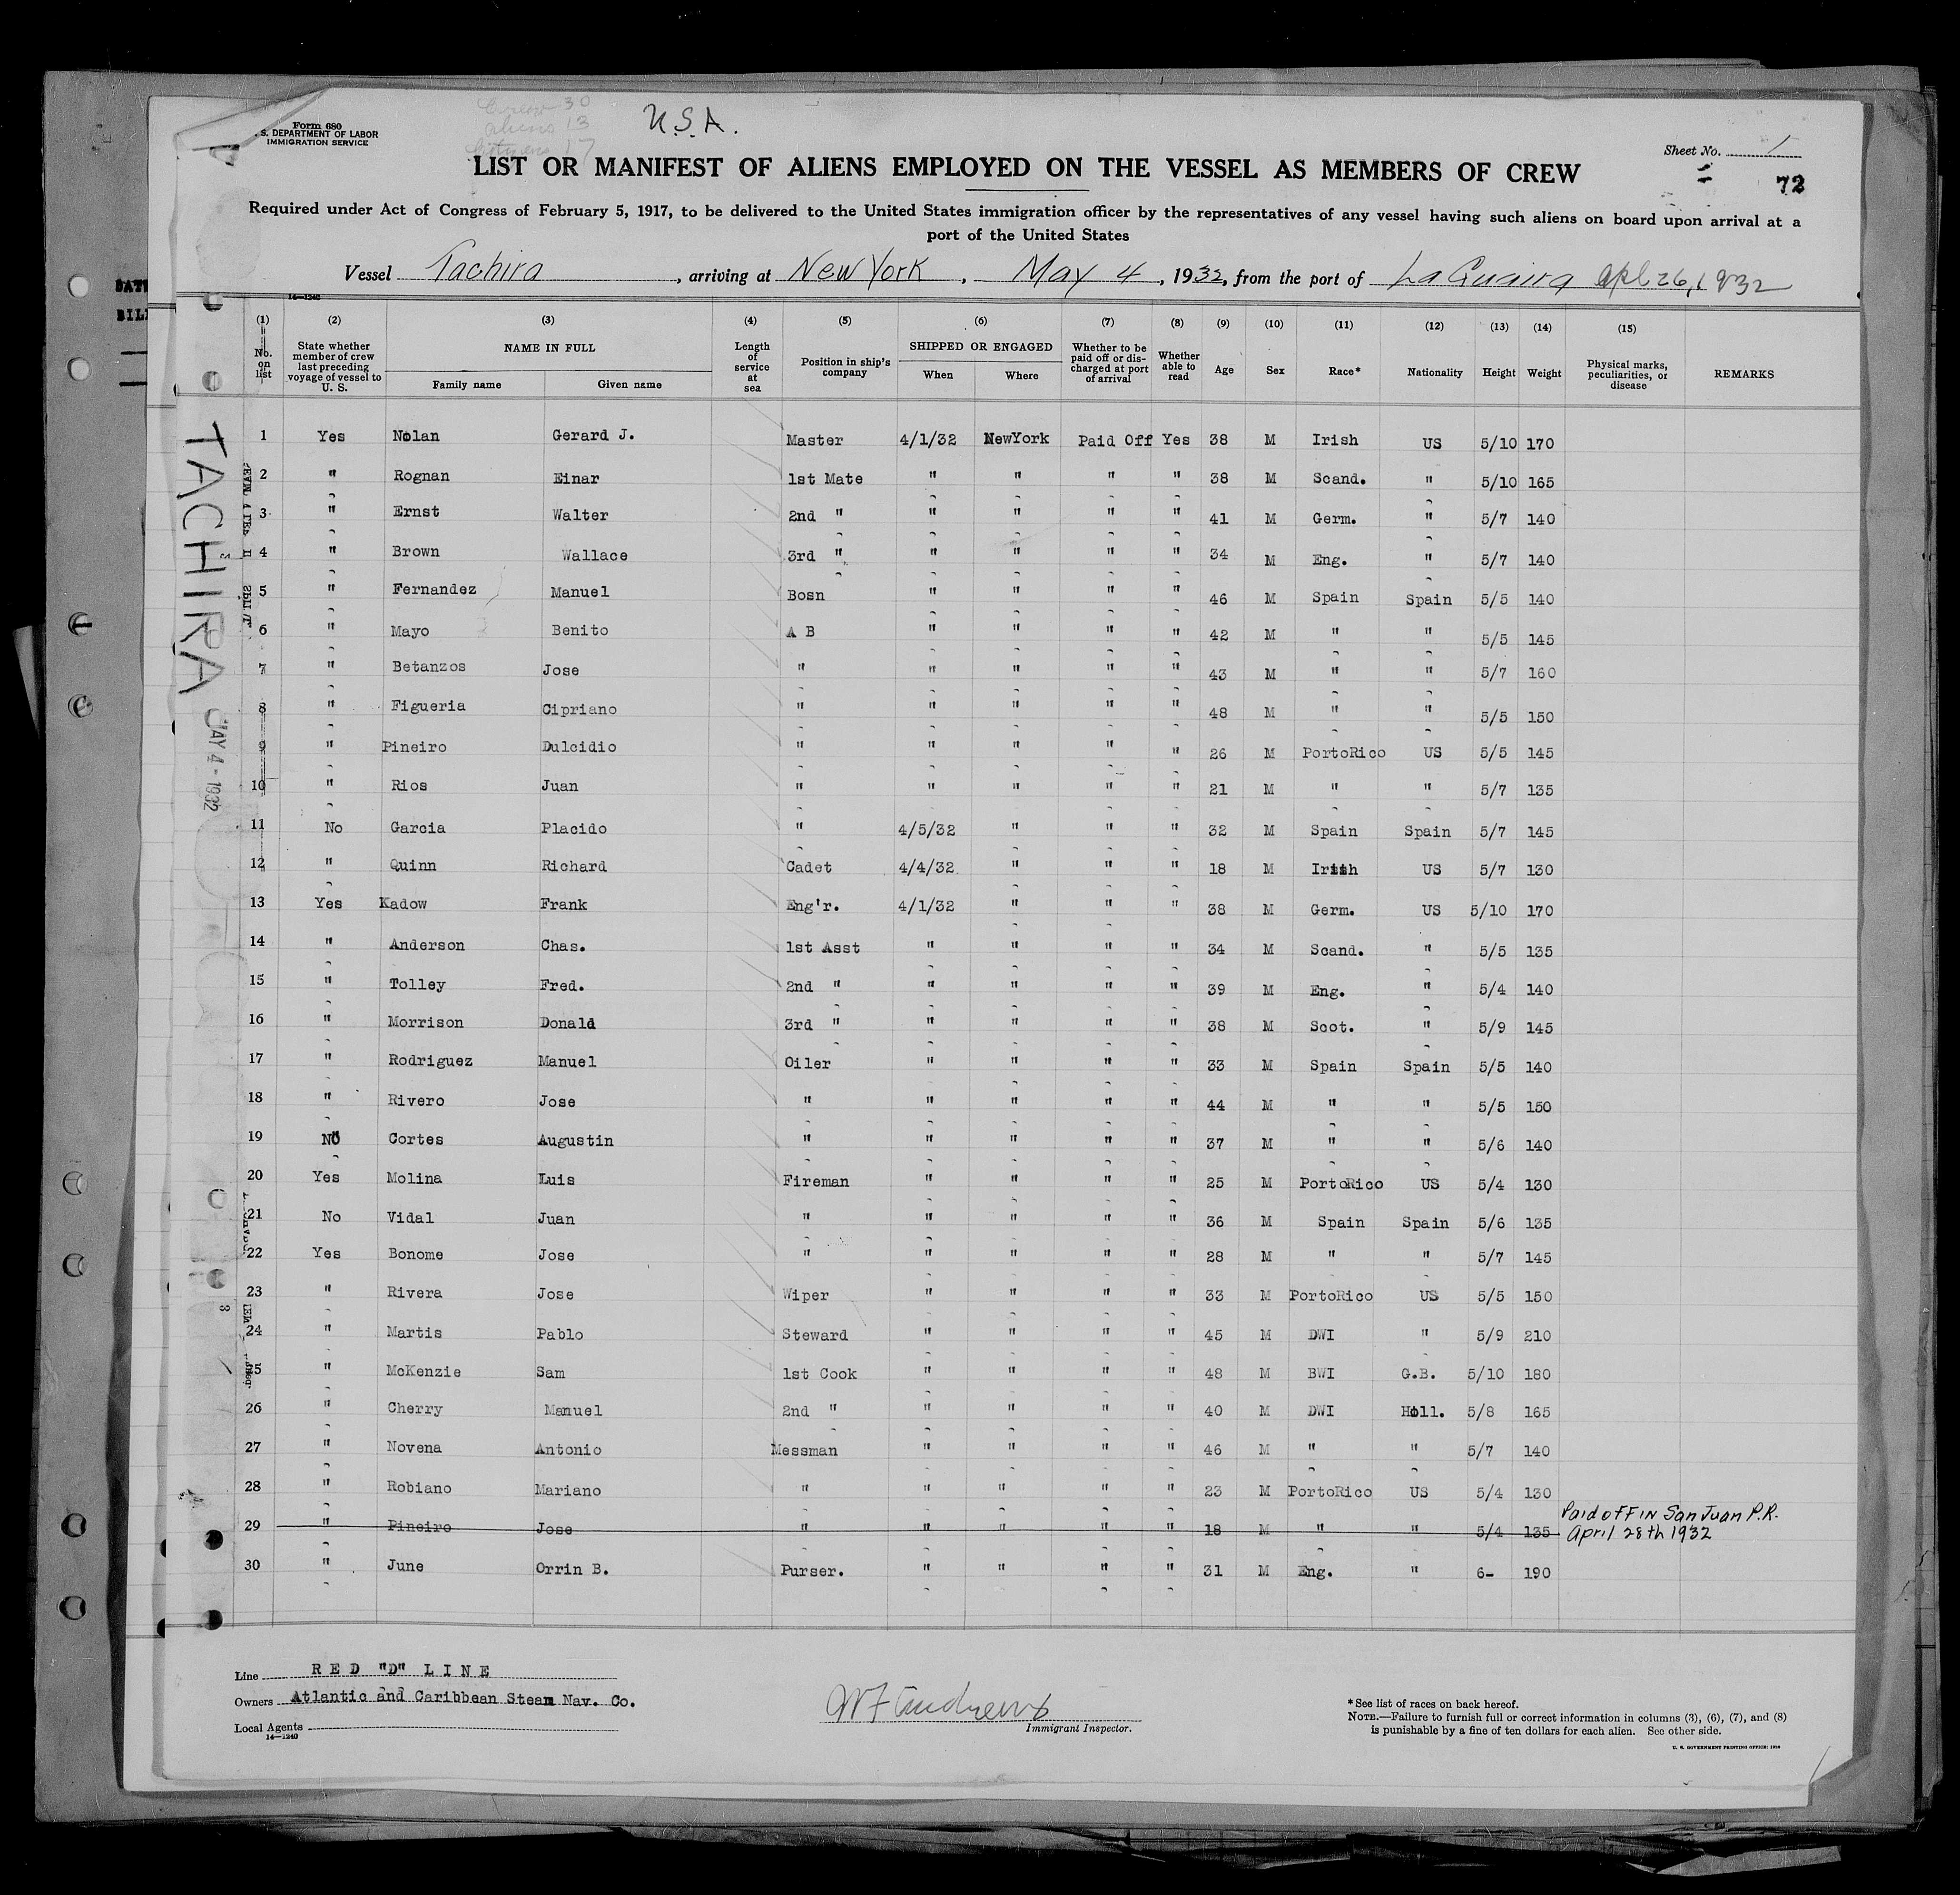 Form 680
U.S. DEPARTMENT OF LABOR
IMMIGRATION SERVICE
Crew 30
Aliens 13
Citizens 17
U.S.A.
Sheet No. 1
72
LIST OR MANIFEST OF ALIENS EMPLOYED ON THE VESSEL AS MEMBERS OF CREW
Required under Act of Congress of February 5, 1917, to be delivered to the United States immigration officer by the representatives of any vessel having such aliens on board upon arrival at a
port of the United States
Vessel Tachira, arriving at New York, May 4, 1932, from the port of La Guaira Apl 26, 1932
14—1240
(1) No. on list (2) State whether member of crew last preceding voyage of vessel to U. S. (3) NAME IN FULL Family name Given name (4) Length of service at sea (5) Position in ship's company (6) SHIPPED OR ENGAGED When Where (7) Whether to be paid off or discharged at port of arrival (8) Whether able to read (9) Age (10) Sex (11) Race* (12) Nationality (13) Height (14) Weight (15) Physical marks, peculiarities, or disease REMARKS
1 Yes Nolan Gerard J. Master 4/1/32 NewYork Paid Off Yes 38 M Irish US 5/10 170
2 " Rognan Einar 1st Mate " " " " 38 M Scand. " 5/10 165
3 " Ernst Walter 2nd " " " " " 41 M Germ. " 5/7 140
4 " Brown Wallace 3rd " " " " " 34 M Eng. " 5/7 140
5 " Fernandez Manuel Bosn " " " " 46 M Spain Spain 5/5 140
6 " Mayo Benito A B " " " " 42 M " " 5/5 145
7 " Betanzos Jose " " " " " 43 M " " 5/7 160
8 " Figueria Cipriano " " " " " 48 M " " 5/5 150
9 " Pineiro Dulcidio " " " " " 26 M PortoRico US 5/5 145
10 " Rios Juan " " " " " 21 M " " 5/7 135
11 No Garcia Placido " 4/5/32 " " " 32 M Spain Spain 5/7 145
12 " Quinn Richard Cadet 4/4/32 " " " 18 M Irish US 5/7 130
13 Yes Kadow Frank Eng'r. 4/1/32 " " " 38 M Germ. US 5/10 170
14 " Anderson Chas. 1st Asst " " " " 34 M Scand. " 5/5 135
15 " Tolley Fred. 2nd " " " " " 39 M Eng. " 5/4 140
16 " Morrison Donald 3rd " " " " " 38 M Scot. " 5/9 145
17 " Rodriguez Manuel Oiler " " " " 33 M Spain Spain 5/5 140
18 " Rivero Jose " " " " " 44 M " " 5/5 150
19 No Cortes Augustin " " " " " 37 M " " 5/6 140
20 Yes Molina Luis Fireman " " " " 25 M PortoRico US 5/4 130
21 No Vidal Juan " " " " " 36 M Spain Spain 5/6 135
22 Yes Bonome Jose " " " " " 28 M " " 5/7 145
23 " Rivera Jose Wiper " " " " 33 M PortoRico US 5/5 150
24 " Martis Pablo Steward " " " " 45 M DWI " 5/9 210
25 " McKenzie Sam 1st Cook " " " " 48 M BWI G.B. 5/10 180
26 " Cherry Manuel 2nd " " " " " 40 M DWI Holl. 5/8 165
27 " Novena Antonio Messman " " " " 46 M " " 5/7 140
28 " Robiano Mariano " " " " " 23 M PortoRico US 5/4 130
29 " Pineiro Jose " " " " " 18 M " " 5/4 135 Paid off in San Juan P.R. April 28th 1932
30 " June Orrin B. Purser. " " " " 31 M Eng. " 6- 190
TACHIRA
MAY 4 - 1932
Line RED "D" LINE
Owners Atlantic and Caribbean Steam Nav. Co.
Local Agents
14—1240
W F Andrews
Immigrant Inspector.
*See list of races on back hereof.
NOTE.—Failure to furnish full or correct information in columns (3), (6), (7), and (8)
is punishable by a fine of ten dollars for each alien. See other side.
U. S. GOVERNMENT PRINTING OFFICE: